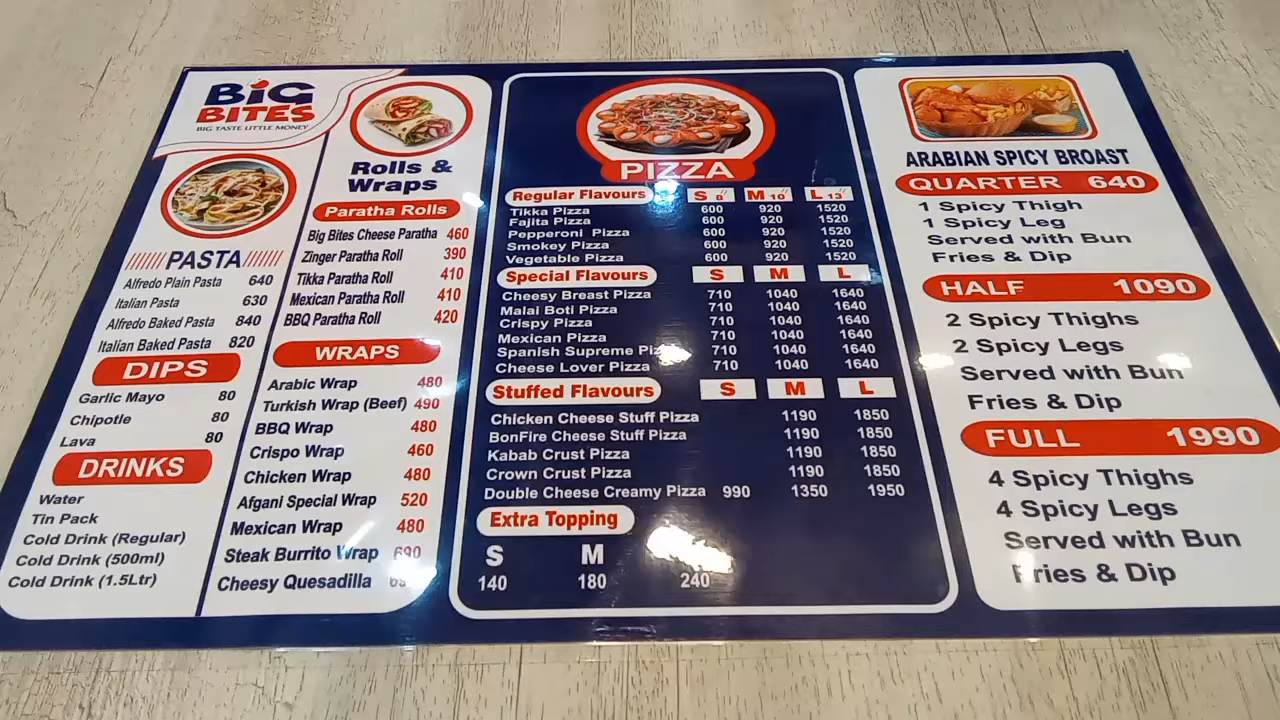 BiG
BITES
BIG TASTE LITTLE MONEY
PASTA
Alfredo Plain Pasta 640
Italian Pasta 630
Alfredo Baked Pasta 840
Italian Baked Pasta 820
DIPS
Garlic Mayo 80
Chipotle 80
Lava 80
DRINKS
Water
Tin Pack
Cold Drink (Regular)
Cold Drink (500ml)
Cold Drink (1.5Ltr)
Rolls &
Wraps
Paratha Rolls
Big Bites Cheese Paratha 460
Zinger Paratha Roll 390
Tikka Paratha Roll 410
Mexican Paratha Roll 410
BBQ Paratha Roll 420
WRAPS
Arabic Wrap 480
Turkish Wrap (Beef) 490
BBQ Wrap 480
Crispo Wrap 460
Chicken Wrap 480
Afgani Special Wrap 520
Mexican Wrap 480
Steak Burrito Wrap 690
Cheesy Quesadilla
PIZZA
Regular Flavours S 8" M 10" L 13"
Tikka Pizza 600 920 1520
Fajita Pizza 600 920 1520
Pepperoni Pizza 600 920 1520
Smokey Pizza 600 920 1520
Vegetable Pizza 600 920 1520
Special Flavours S M L
Cheesy Breast Pizza 710 1040 1640
Malai Boti Pizza 710 1040 1640
Crispy Pizza 710 1040 1640
Mexican Pizza 710 1040 1640
Spanish Supreme Pizza 710 1040 1640
Cheese Lover Pizza 710 1040 1640
Stuffed Flavours S M L
Chicken Cheese Stuff Pizza 1190 1850
BonFire Cheese Stuff Pizza 1190 1850
Kabab Crust Pizza 1190 1850
Crown Crust Pizza 1190 1850
Double Cheese Creamy Pizza 990 1350 1950
Extra Topping
S M
140 180 240
ARABIAN SPICY BROAST
QUARTER 640
1 Spicy Thigh
1 Spicy Leg
Served with Bun
Fries & Dip
HALF 1090
2 Spicy Thighs
2 Spicy Legs
Served with Bun
Fries & Dip
FULL 1990
4 Spicy Thighs
4 Spicy Legs
Served with Bun
Fries & Dip